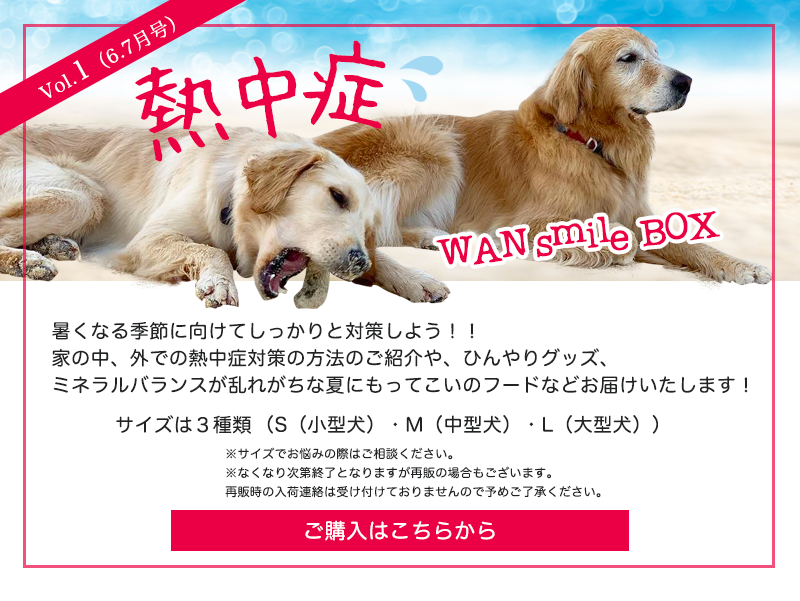 Vol.1（6.7月号）
熱中症
WAN smile BOX
暑くなる季節に向けてしっかりと対策しよう！！
家の中、外での熱中症対策の方法のご紹介や、ひんやりグッズ、
ミネラルバランスが乱れがちな夏にもってこいのフードなどお届けいたします！
サイズは３種類（S（小型犬）・M（中型犬）・L（大型犬））
※サイズでお悩みの際はご相談ください。
※なくなり次第終了となりますが再販の場合もございます。
再販時の入荷連絡は受け付けておりませんので予めご了承ください。
ご購入はこちらから